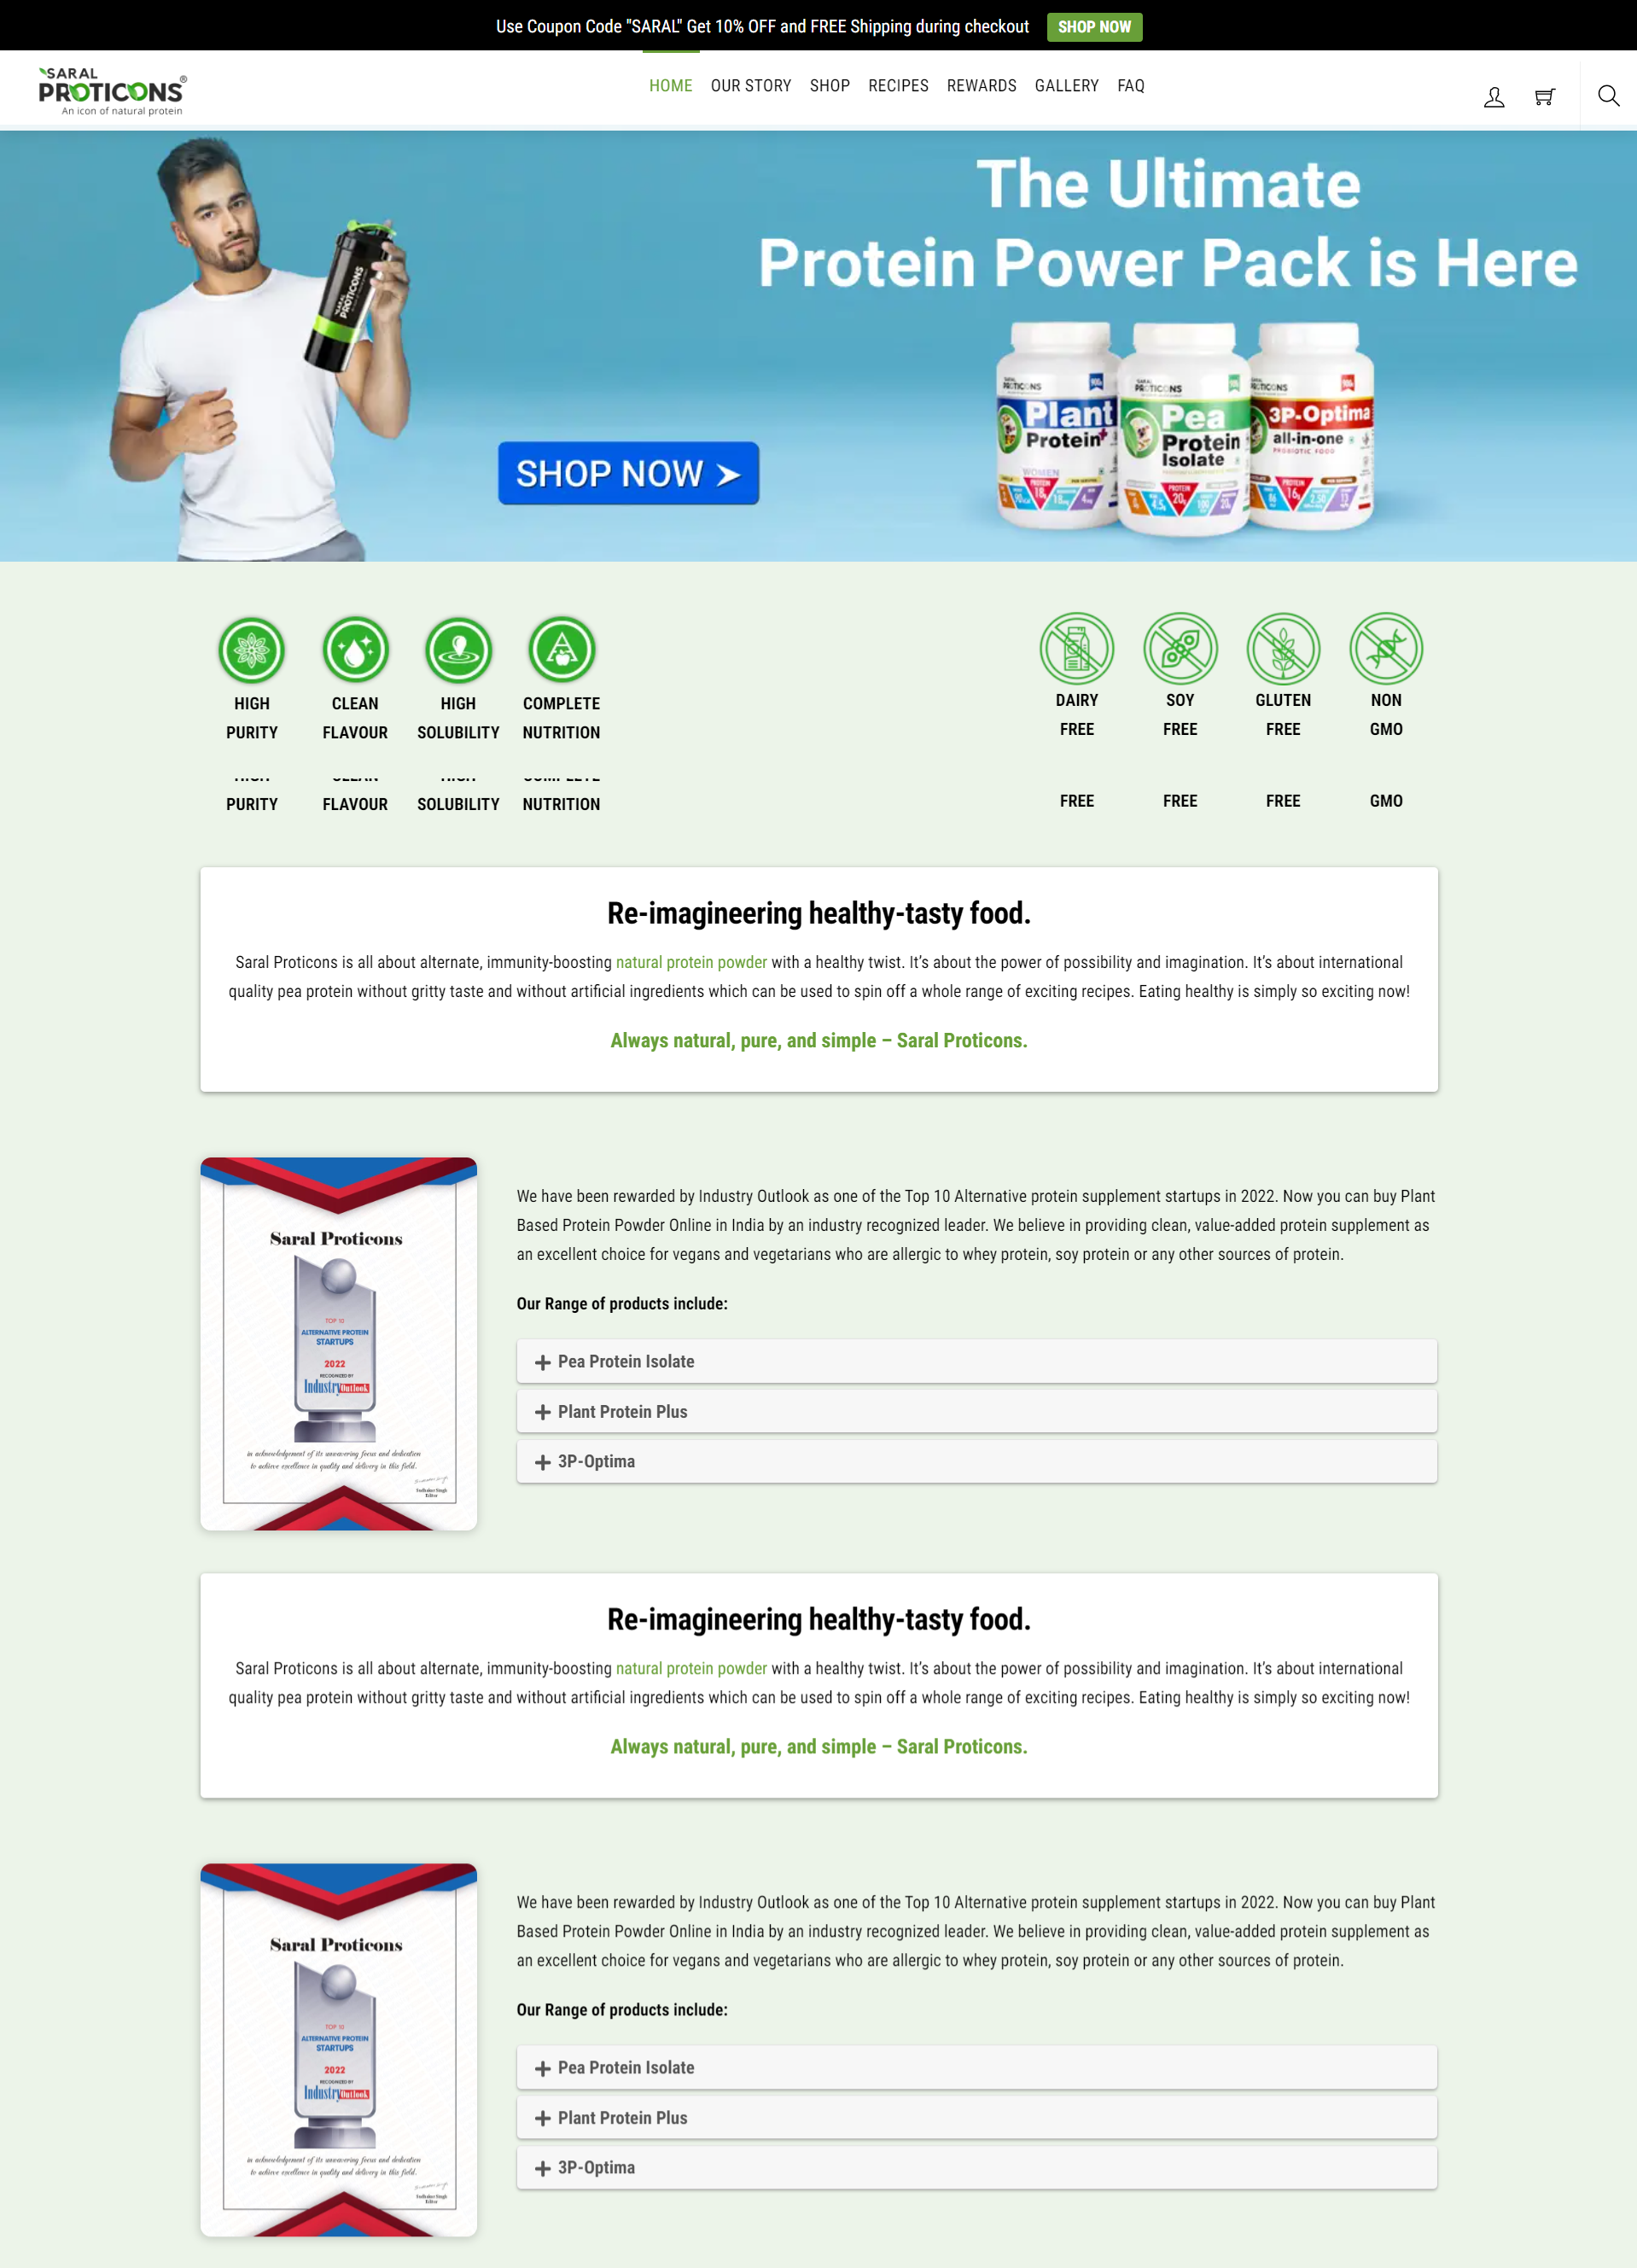 Use Coupon Code "SARAL" Get 10% OFF and FREE Shipping during checkout SHOP NOW
SARAL
PROTICONS®
An icon of natural protein
HOME OUR STORY SHOP RECIPES REWARDS GALLERY FAQ
The Ultimate
Protein Power Pack is Here
SARAL
PROTICONS
SHOP NOW ➤
PROTICONS
Plant
Protein+
WOMEN
PROTICONS
Pea
Protein
Isolate
PROTICONS
3P-Optima
all-in-one
PROBIOTIC FOOD
HIGH
PURITY
CLEAN
FLAVOUR
HIGH
SOLUBILITY
COMPLETE
NUTRITION
DAIRY
FREE
SOY
FREE
GLUTEN
FREE
NON
GMO
PURITY FLAVOUR SOLUBILITY NUTRITION FREE FREE FREE GMO
Re-imagineering healthy-tasty food.
Saral Proticons is all about alternate, immunity-boosting natural protein powder with a healthy twist. It’s about the power of possibility and imagination. It’s about international
quality pea protein without gritty taste and without artificial ingredients which can be used to spin off a whole range of exciting recipes. Eating healthy is simply so exciting now!
Always natural, pure, and simple – Saral Proticons.
Saral Proticons
TOP 10
ALTERNATIVE PROTEIN
STARTUPS
2022
RECOGNIZED BY
Industry Outlook
in acknowledgement of its unwavering focus and dedication
to achieve excellence in quality and delivery in this field.
Editor
We have been rewarded by Industry Outlook as one of the Top 10 Alternative protein supplement startups in 2022. Now you can buy Plant
Based Protein Powder Online in India by an industry recognized leader. We believe in providing clean, value-added protein supplement as
an excellent choice for vegans and vegetarians who are allergic to whey protein, soy protein or any other sources of protein.
Our Range of products include:
Pea Protein Isolate
Plant Protein Plus
3P-Optima
Re-imagineering healthy-tasty food.
Saral Proticons is all about alternate, immunity-boosting natural protein powder with a healthy twist. It’s about the power of possibility and imagination. It’s about international
quality pea protein without gritty taste and without artificial ingredients which can be used to spin off a whole range of exciting recipes. Eating healthy is simply so exciting now!
Always natural, pure, and simple – Saral Proticons.
Saral Proticons
TOP 10
ALTERNATIVE PROTEIN
STARTUPS
2022
RECOGNIZED BY
Industry Outlook
in acknowledgement of its unwavering focus and dedication
to achieve excellence in quality and delivery in this field.
Editor
We have been rewarded by Industry Outlook as one of the Top 10 Alternative protein supplement startups in 2022. Now you can buy Plant
Based Protein Powder Online in India by an industry recognized leader. We believe in providing clean, value-added protein supplement as
an excellent choice for vegans and vegetarians who are allergic to whey protein, soy protein or any other sources of protein.
Our Range of products include:
Pea Protein Isolate
Plant Protein Plus
3P-Optima